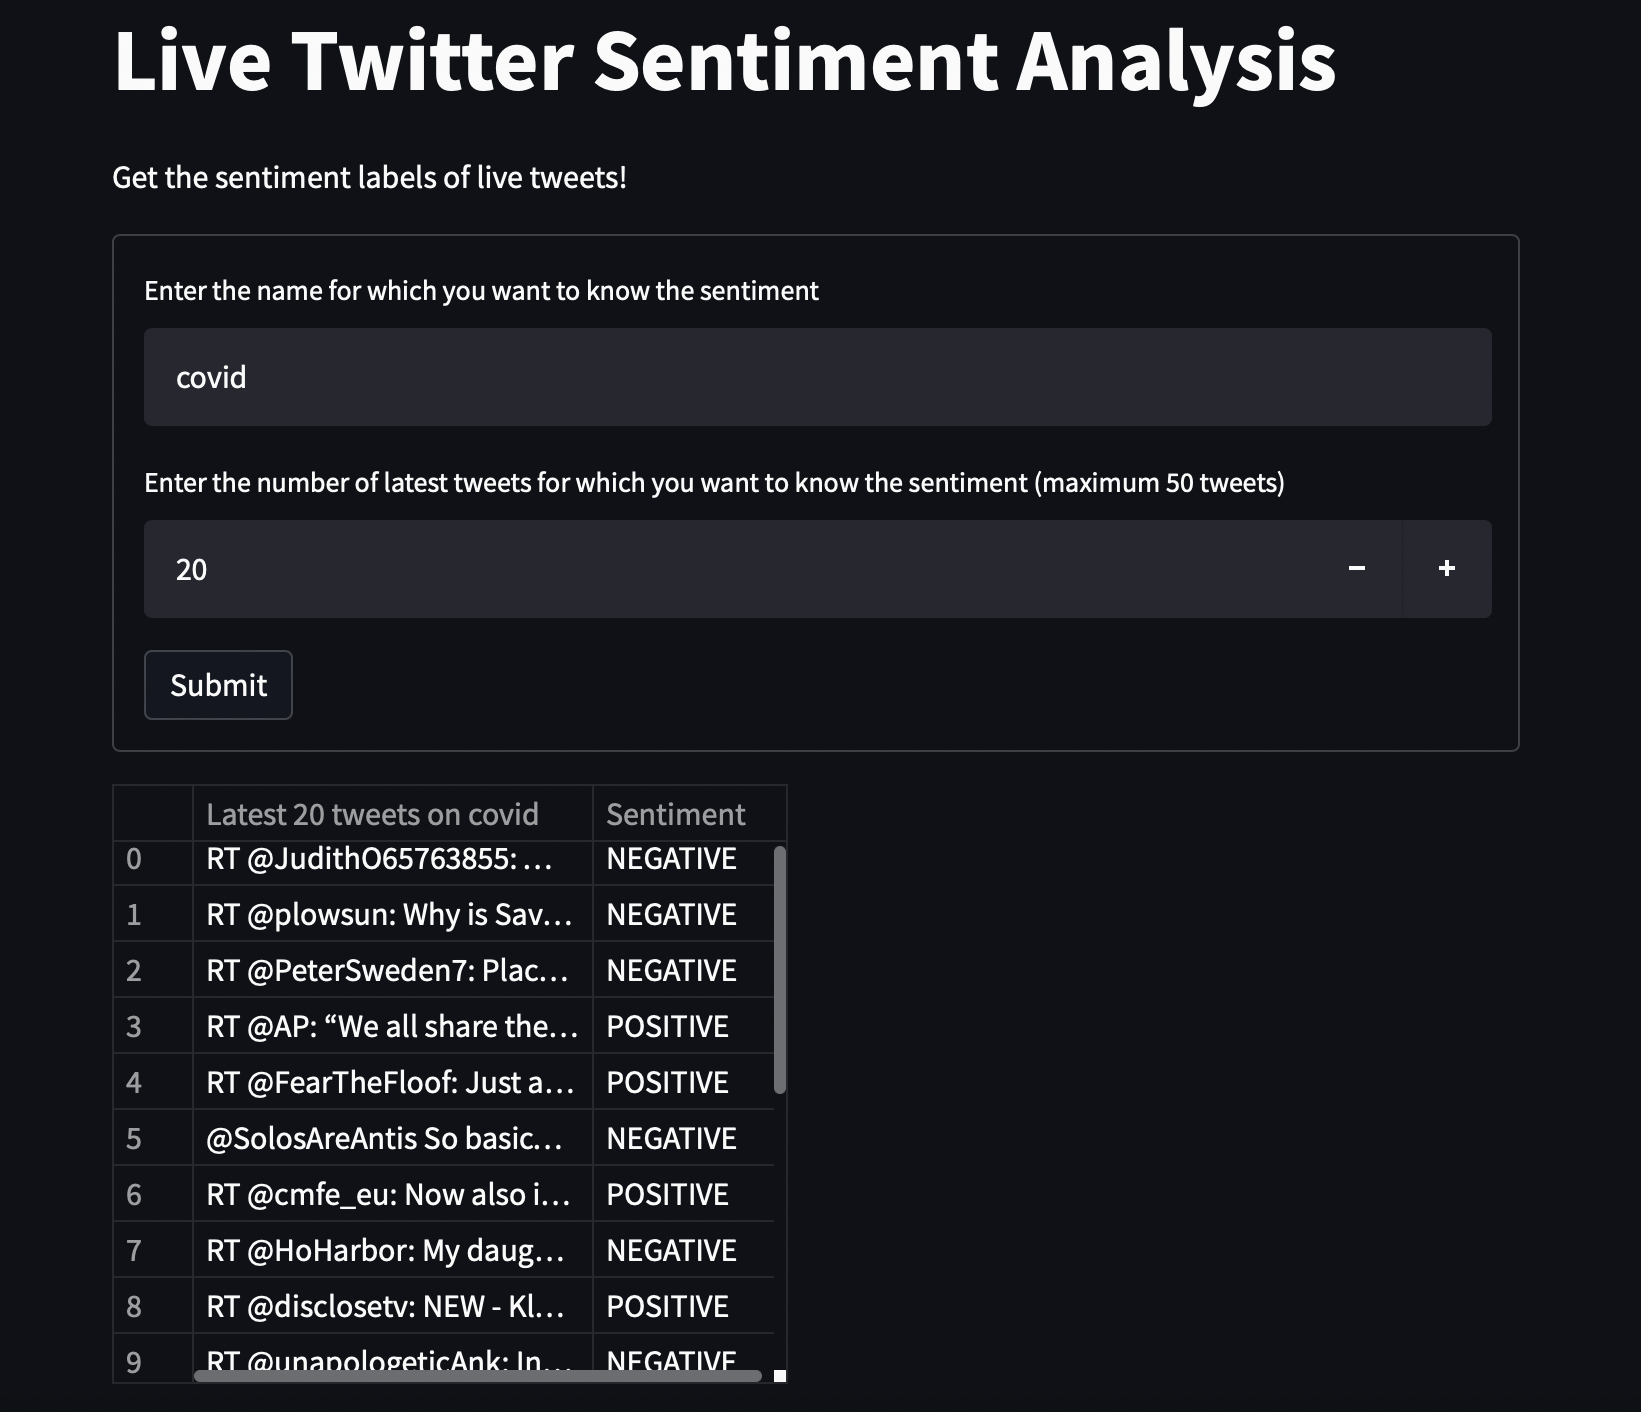 Live Twitter Sentiment Analysis
Get the sentiment labels of live tweets!
Enter the name for which you want to know the sentiment
covid
Enter the number of latest tweets for which you want to know the sentiment (maximum 50 tweets)
20 − +
Submit
Latest 20 tweets on covid Sentiment
0 RT @JudithO65763855: … NEGATIVE
1 RT @plowsun: Why is Sav… NEGATIVE
2 RT @PeterSweden7: Plac… NEGATIVE
3 RT @AP: “We all share the… POSITIVE
4 RT @FearTheFloof: Just a… POSITIVE
5 @SolosAreAntis So basic… NEGATIVE
6 RT @cmfe_eu: Now also i… POSITIVE
7 RT @HoHarbor: My daug… NEGATIVE
8 RT @disclosetv: NEW - Kl… POSITIVE
9 RT @unapologeticAnk: In… NEGATIVE